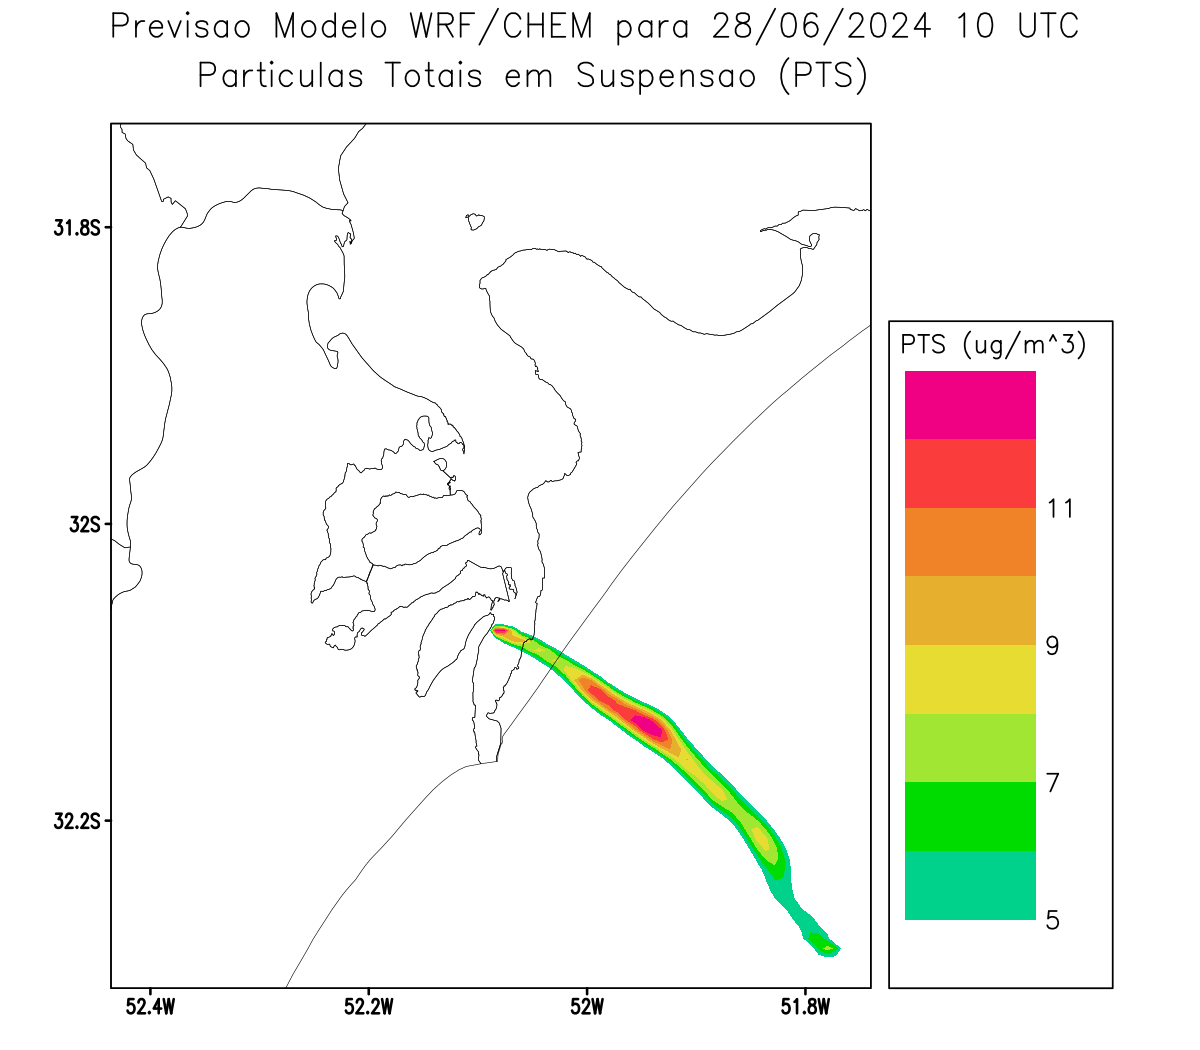 Previsao Modelo WRF/CHEM para 28/06/2024 10 UTC
Particulas Totais em Suspensao (PTS)
31.8S
32S
32.2S
52.4W 52.2W 52W 51.8W
PTS (ug/m^3)
11
9
7
5